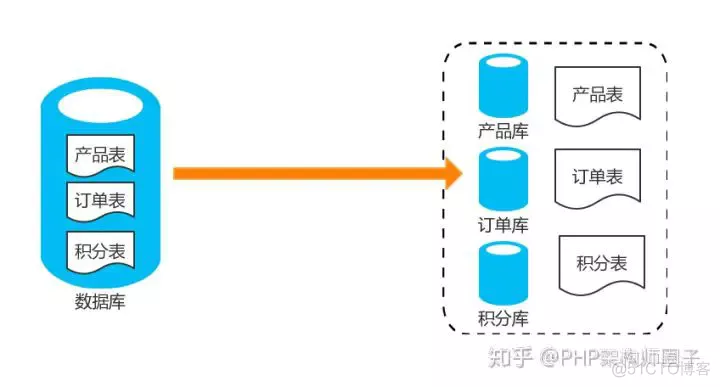 产品表
订单表
积分表
数据库
产品库
产品表
订单库
订单表
积分库
积分表
知乎 @PHP架构师圈子
@51CTO博客